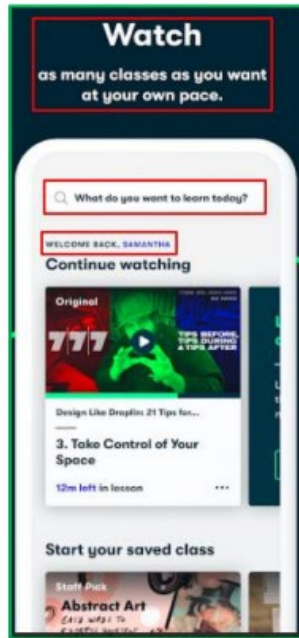 Watch
as many classes as you want
at your own pace.
What do you want to learn today?
WELCOME BACK, SAMANTHA
Continue watching
Original
777
TIPS BEFORE,
TIPS DURING
& TIPS AFTER
Design Like Draplin: 21 Tips for...
3. Take Control of Your
Space
12m left in lesson
Start your saved class
Staff Pick
Abstract Art